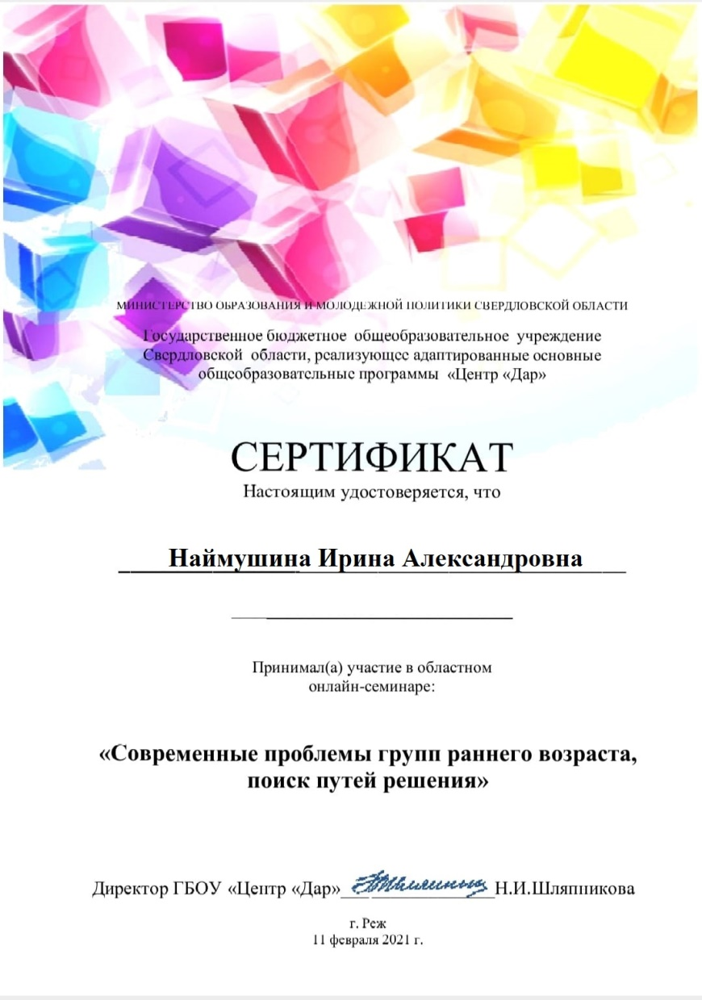 МИНИСТЕРСТВО ОБРАЗОВАНИЯ И МОЛОДЕЖНОЙ ПОЛИТИКИ СВЕРДЛОВСКОЙ ОБЛАСТИ
Государственное бюджетное общеобразовательное учреждение
Свердловской области, реализующее адаптированные основные
общеобразовательные программы «Центр «Дар»
СЕРТИФИКАТ
Настоящим удостоверяется, что
Наймушина Ирина Александровна
Принимал(а) участие в областном
онлайн-семинаре:
«Современные проблемы групп раннего возраста,
поиск путей решения»
Директор ГБОУ «Центр «Дар» Н.И.Шляпникова
г. Реж
11 февраля 2021 г.